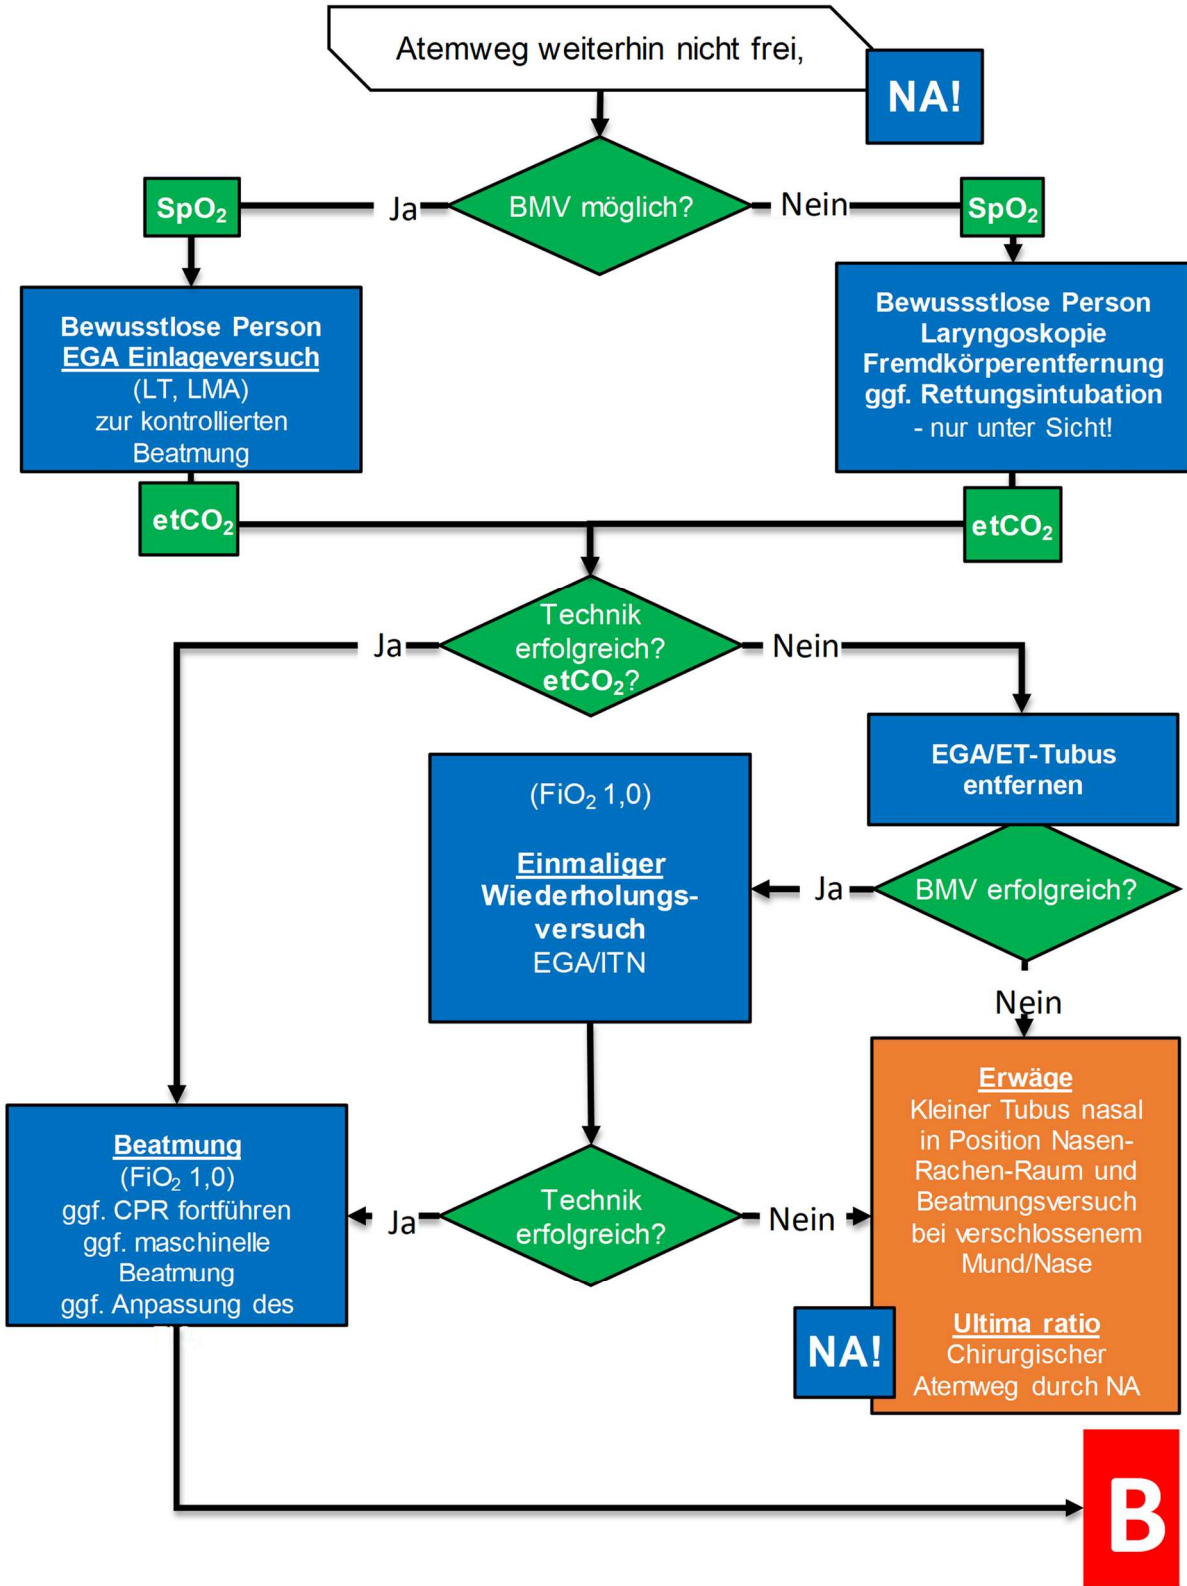 Atemweg weiterhin nicht frei,
NA!
BMV möglich?
Ja
Nein
SpO₂
SpO₂
Bewusstlose Person
EGA Einlageversuch
(LT, LMA)
zur kontrollierten
Beatmung
Bewussstlose Person
Laryngoskopie
Fremdkörperentfernung
ggf. Rettungsintubation
- nur unter Sicht!
etCO₂
etCO₂
Technik
erfolgreich?
etCO₂?
Ja
Nein
EGA/ET-Tubus
entfernen
BMV erfolgreich?
Ja
Nein
(FiO₂ 1,0)
Einmaliger
Wiederholungs-
versuch
EGA/ITN
Technik
erfolgreich?
Ja
Nein
Beatmung
(FiO₂ 1,0)
ggf. CPR fortführen
ggf. maschinelle
Beatmung
ggf. Anpassung des
Erwäge
Kleiner Tubus nasal
in Position Nasen-
Rachen-Raum und
Beatmungsversuch
bei verschlossenem
Mund/Nase
Ultima ratio
Chirurgischer
Atemweg durch NA
NA!
B